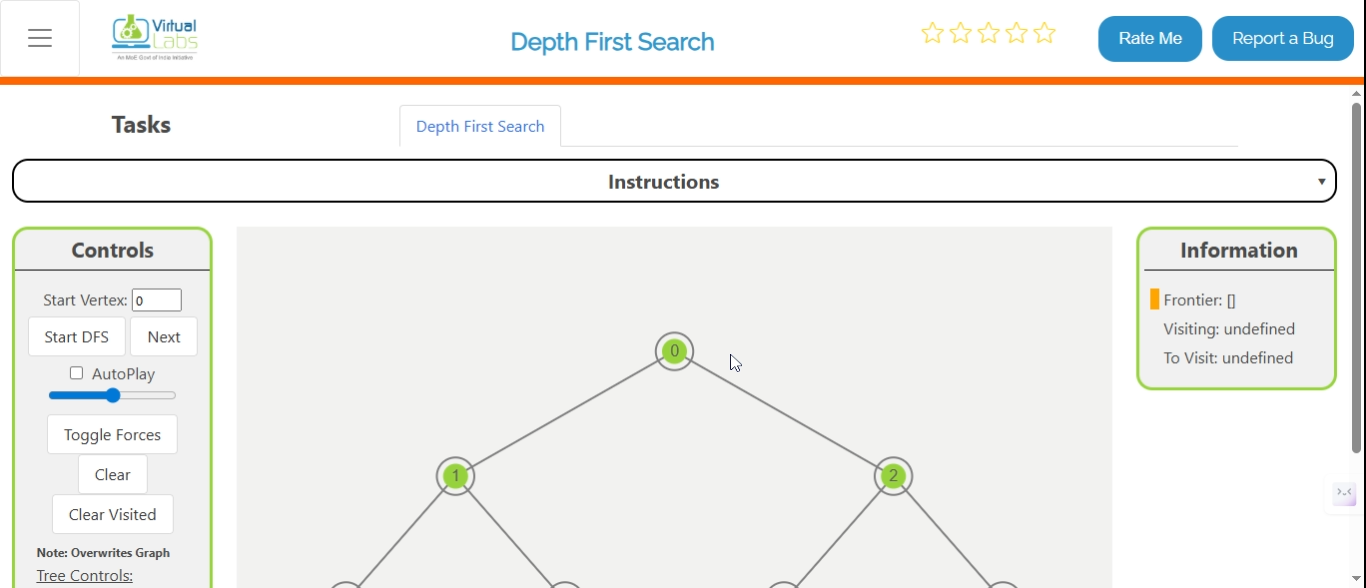 Virtual
Labs
An MoE Govt of India Initiative
Depth First Search
Rate Me
Report a Bug
Tasks
Depth First Search
Instructions
Controls
Start Vertex: 0
Start DFS
Next
AutoPlay
Toggle Forces
Clear
Clear Visited
Note: Overwrites Graph
Tree Controls:
0
1
2
Information
Frontier: []
Visiting: undefined
To Visit: undefined